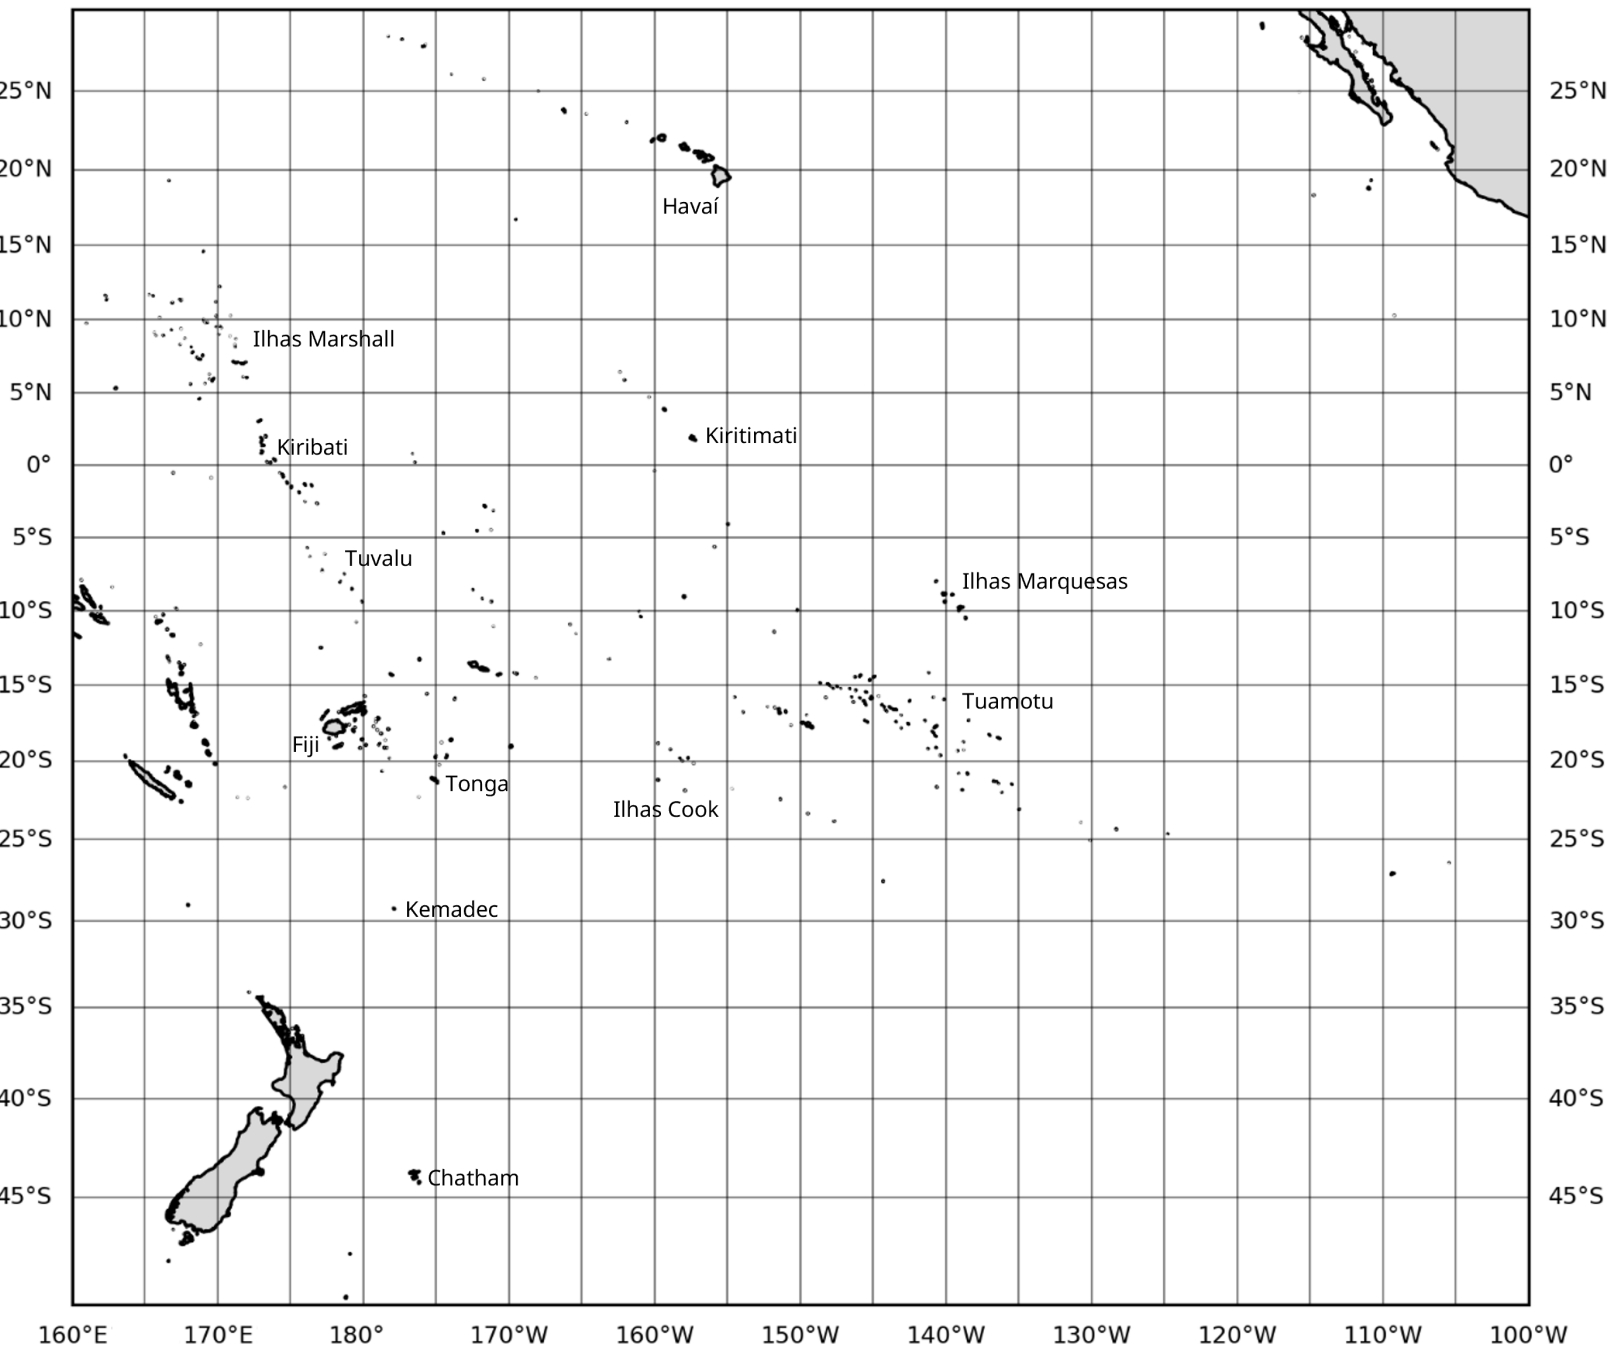 25°N
25°N
20°N
20°N
Havaí
15°N
15°N
10°N
10°N
Ilhas Marshall
5°N
5°N
Kiritimati
Kiribati
0°
0°
5°S
5°S
Tuvalu
Ilhas Marquesas
10°S
10°S
15°S
15°S
Tuamotu
Fiji
20°S
20°S
Tonga
Ilhas Cook
25°S
25°S
Kemadec
30°S
30°S
35°S
35°S
40°S
40°S
Chatham
45°S
45°S
160°E 170°E 180° 170°W 160°W 150°W 140°W 130°W 120°W 110°W 100°W